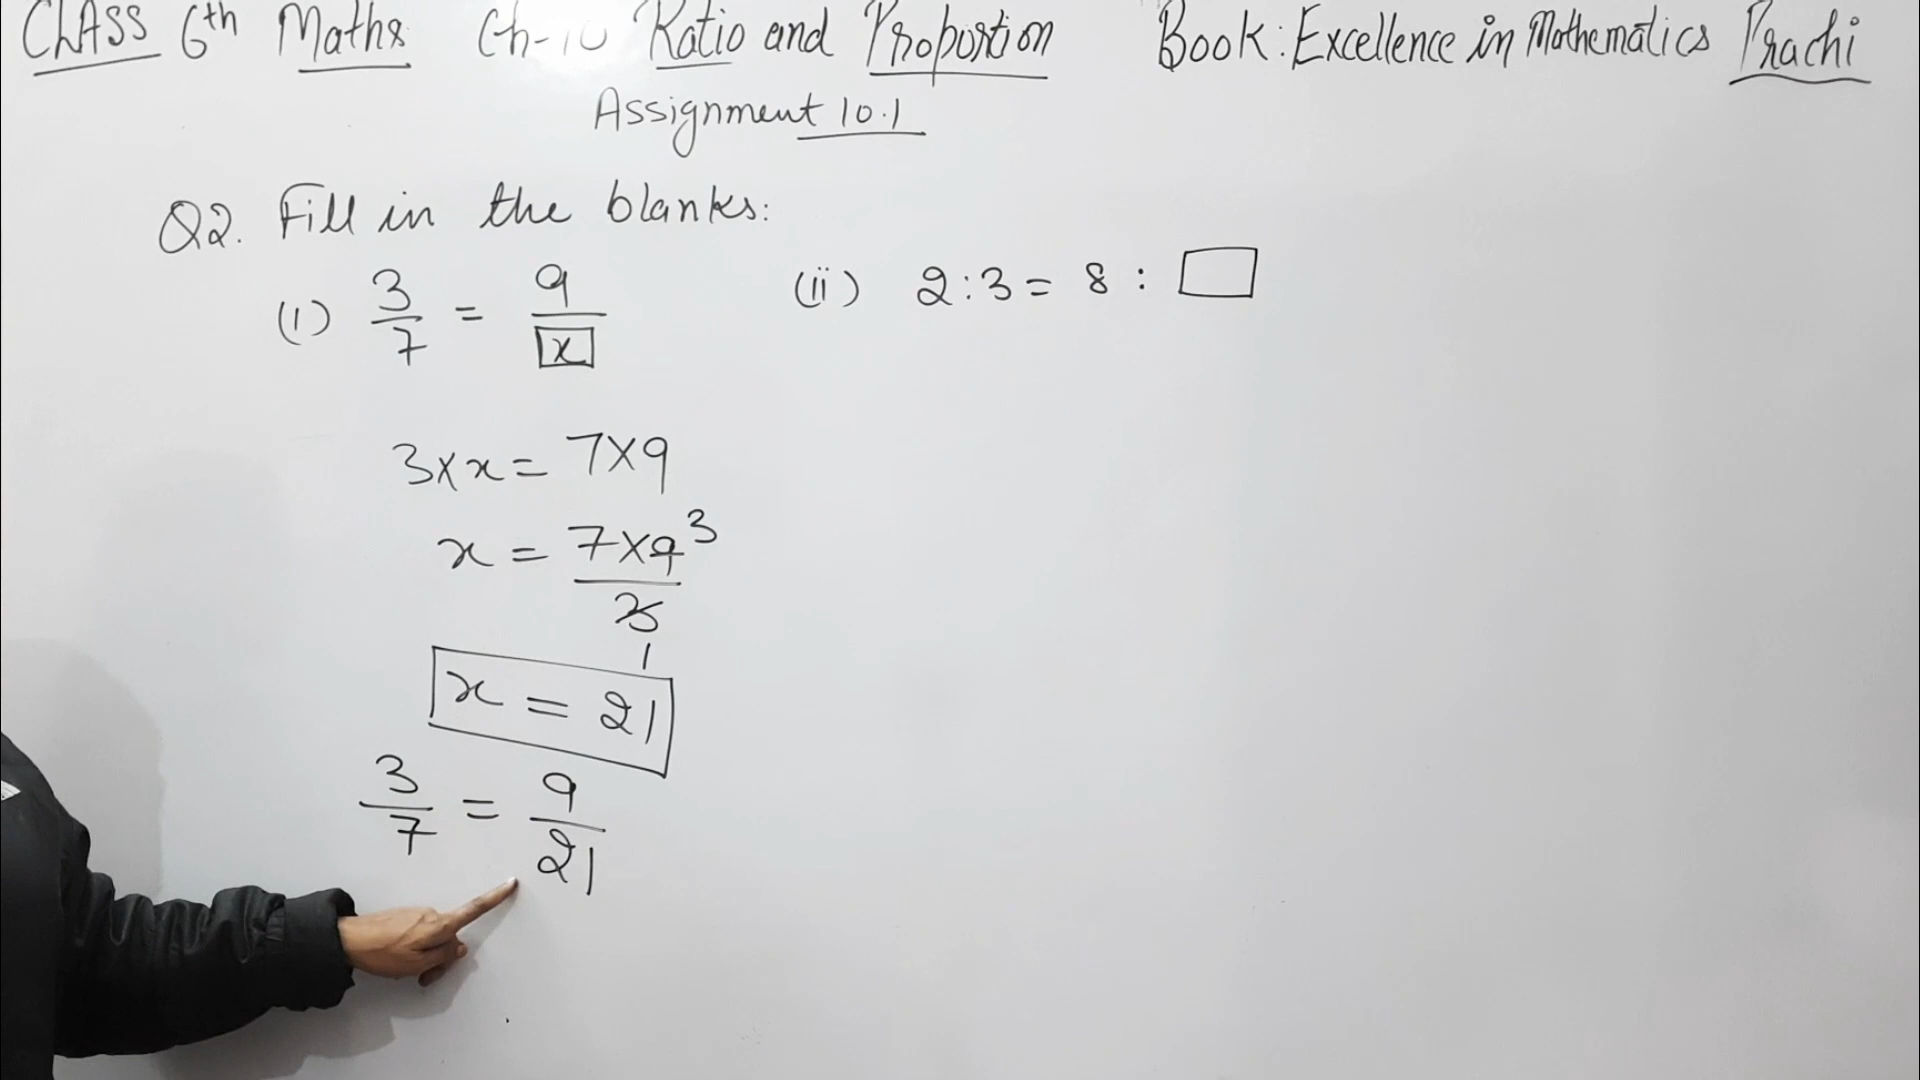 CLASS 6th Maths Ch-10 Ratio and Proportion Book: Excellence in Mathematics Prachi
Assignment 10.1
Q2. Fill in the blanks:
(i) 3/7 = 9/x
(ii) 2:3 = 8 : □
3×x = 7×9
x = 7×9/3 3 1
x = 21
3/7 = 9/21